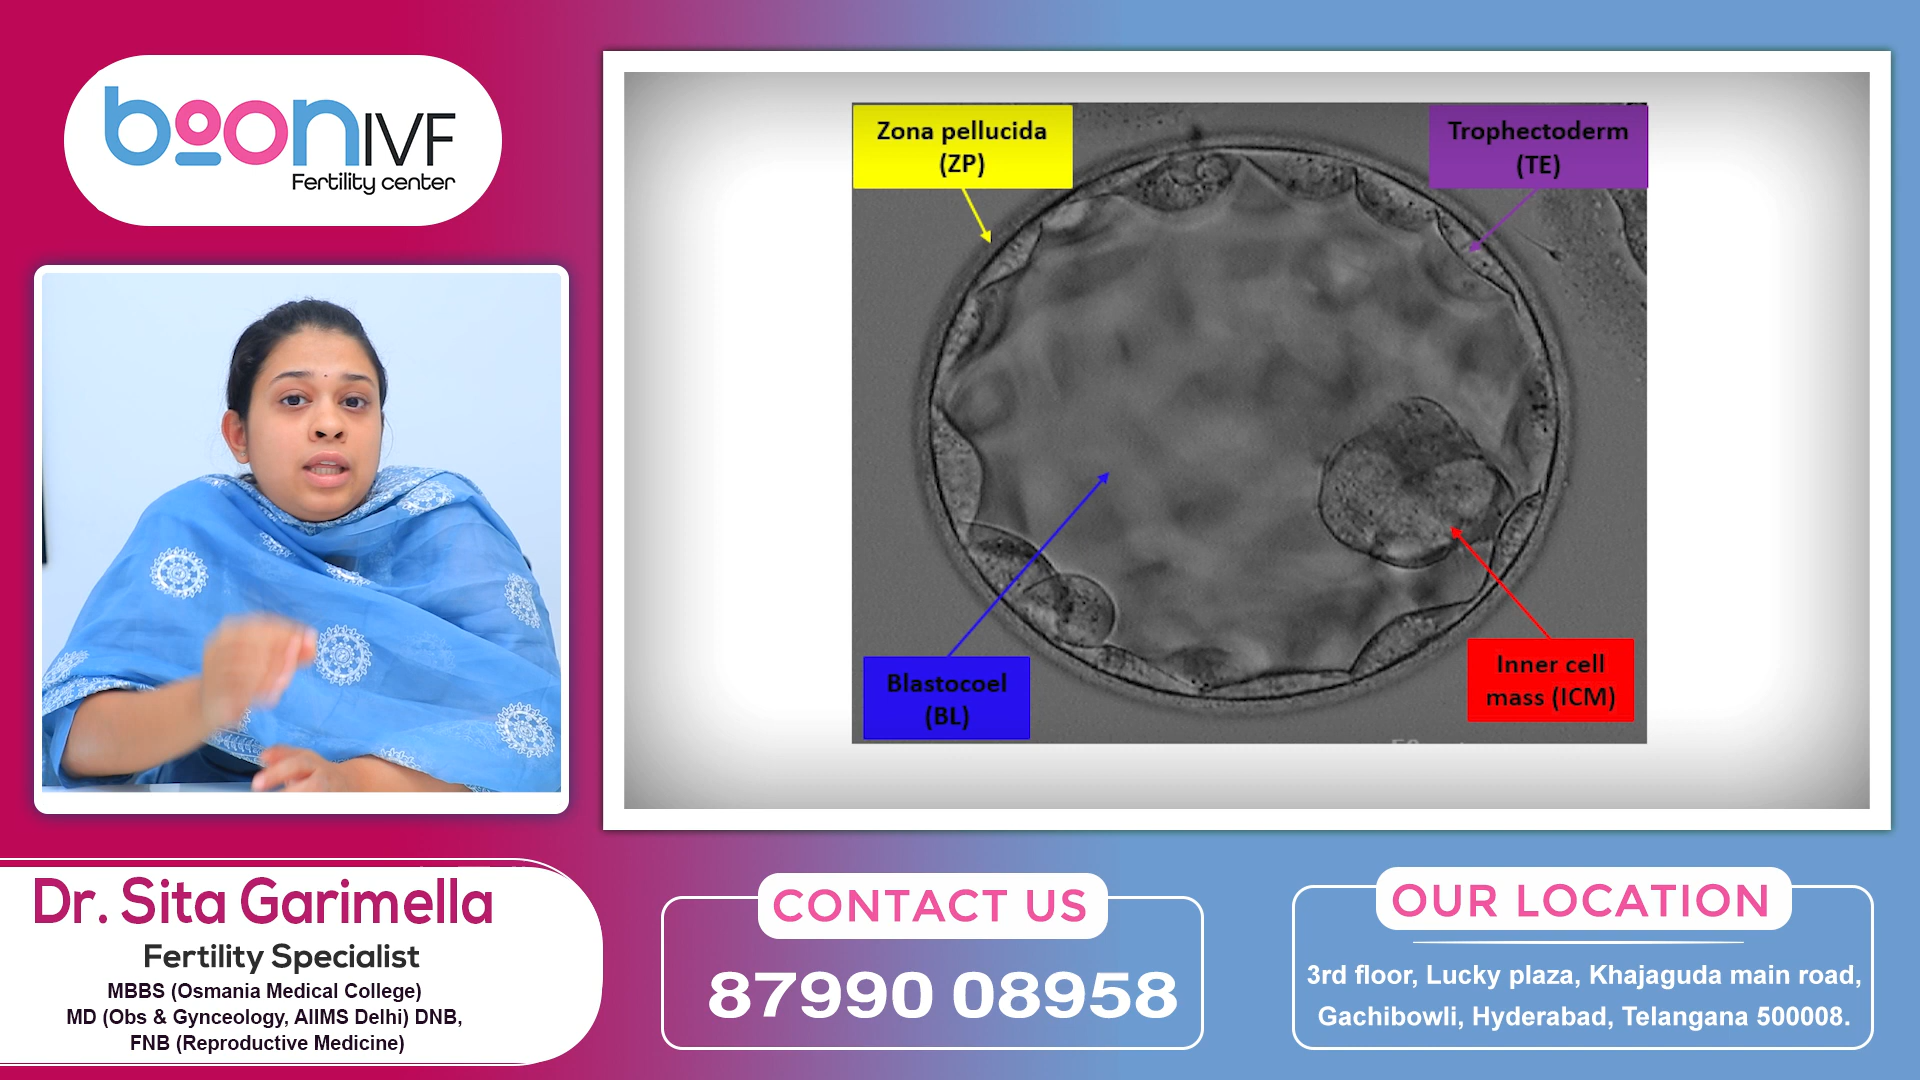 boonIVF
Fertility center
Zona pellucida
(ZP)
Trophectoderm
(TE)
Blastocoel
(BL)
Inner cell
mass (ICM)
Dr. Sita Garimella
Fertility Specialist
MBBS (Osmania Medical College)
MD (Obs & Gynceology, AIIMS Delhi) DNB,
FNB (Reproductive Medicine)
CONTACT US
87990 08958
OUR LOCATION
3rd floor, Lucky plaza, Khajaguda main road,
Gachibowli, Hyderabad, Telangana 500008.